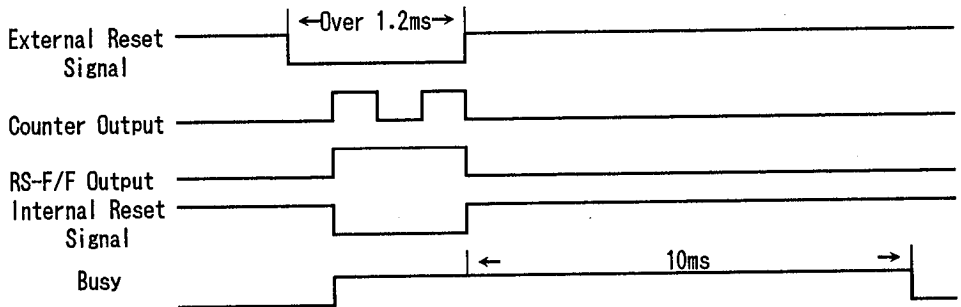 ←Over 1.2ms→
External Reset
Signal
Counter Output
RS-F/F Output
Internal Reset
Signal
← 10ms →
Busy